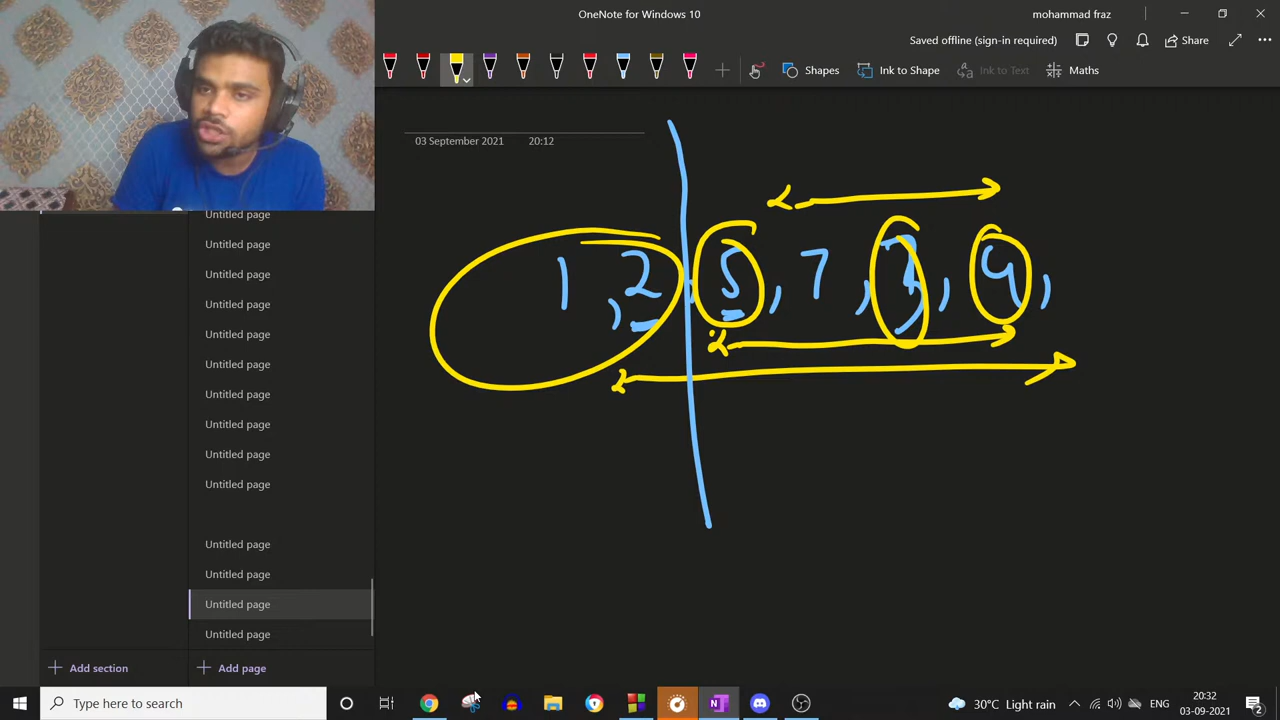 OneNote for Windows 10
mohammad fraz
Saved offline (sign-in required)
Share
Shapes
Ink to Shape
Ink to Text
Maths
03 September 2021 20:12
1, 2, 5, 7, 7, 9,
Untitled page
Untitled page
Untitled page
Untitled page
Untitled page
Untitled page
Untitled page
Untitled page
Untitled page
Untitled page
Untitled page
Untitled page
Untitled page
Untitled page
Add section
Add page
Type here to search
30°C Light rain
ENG
20:32
03-09-2021